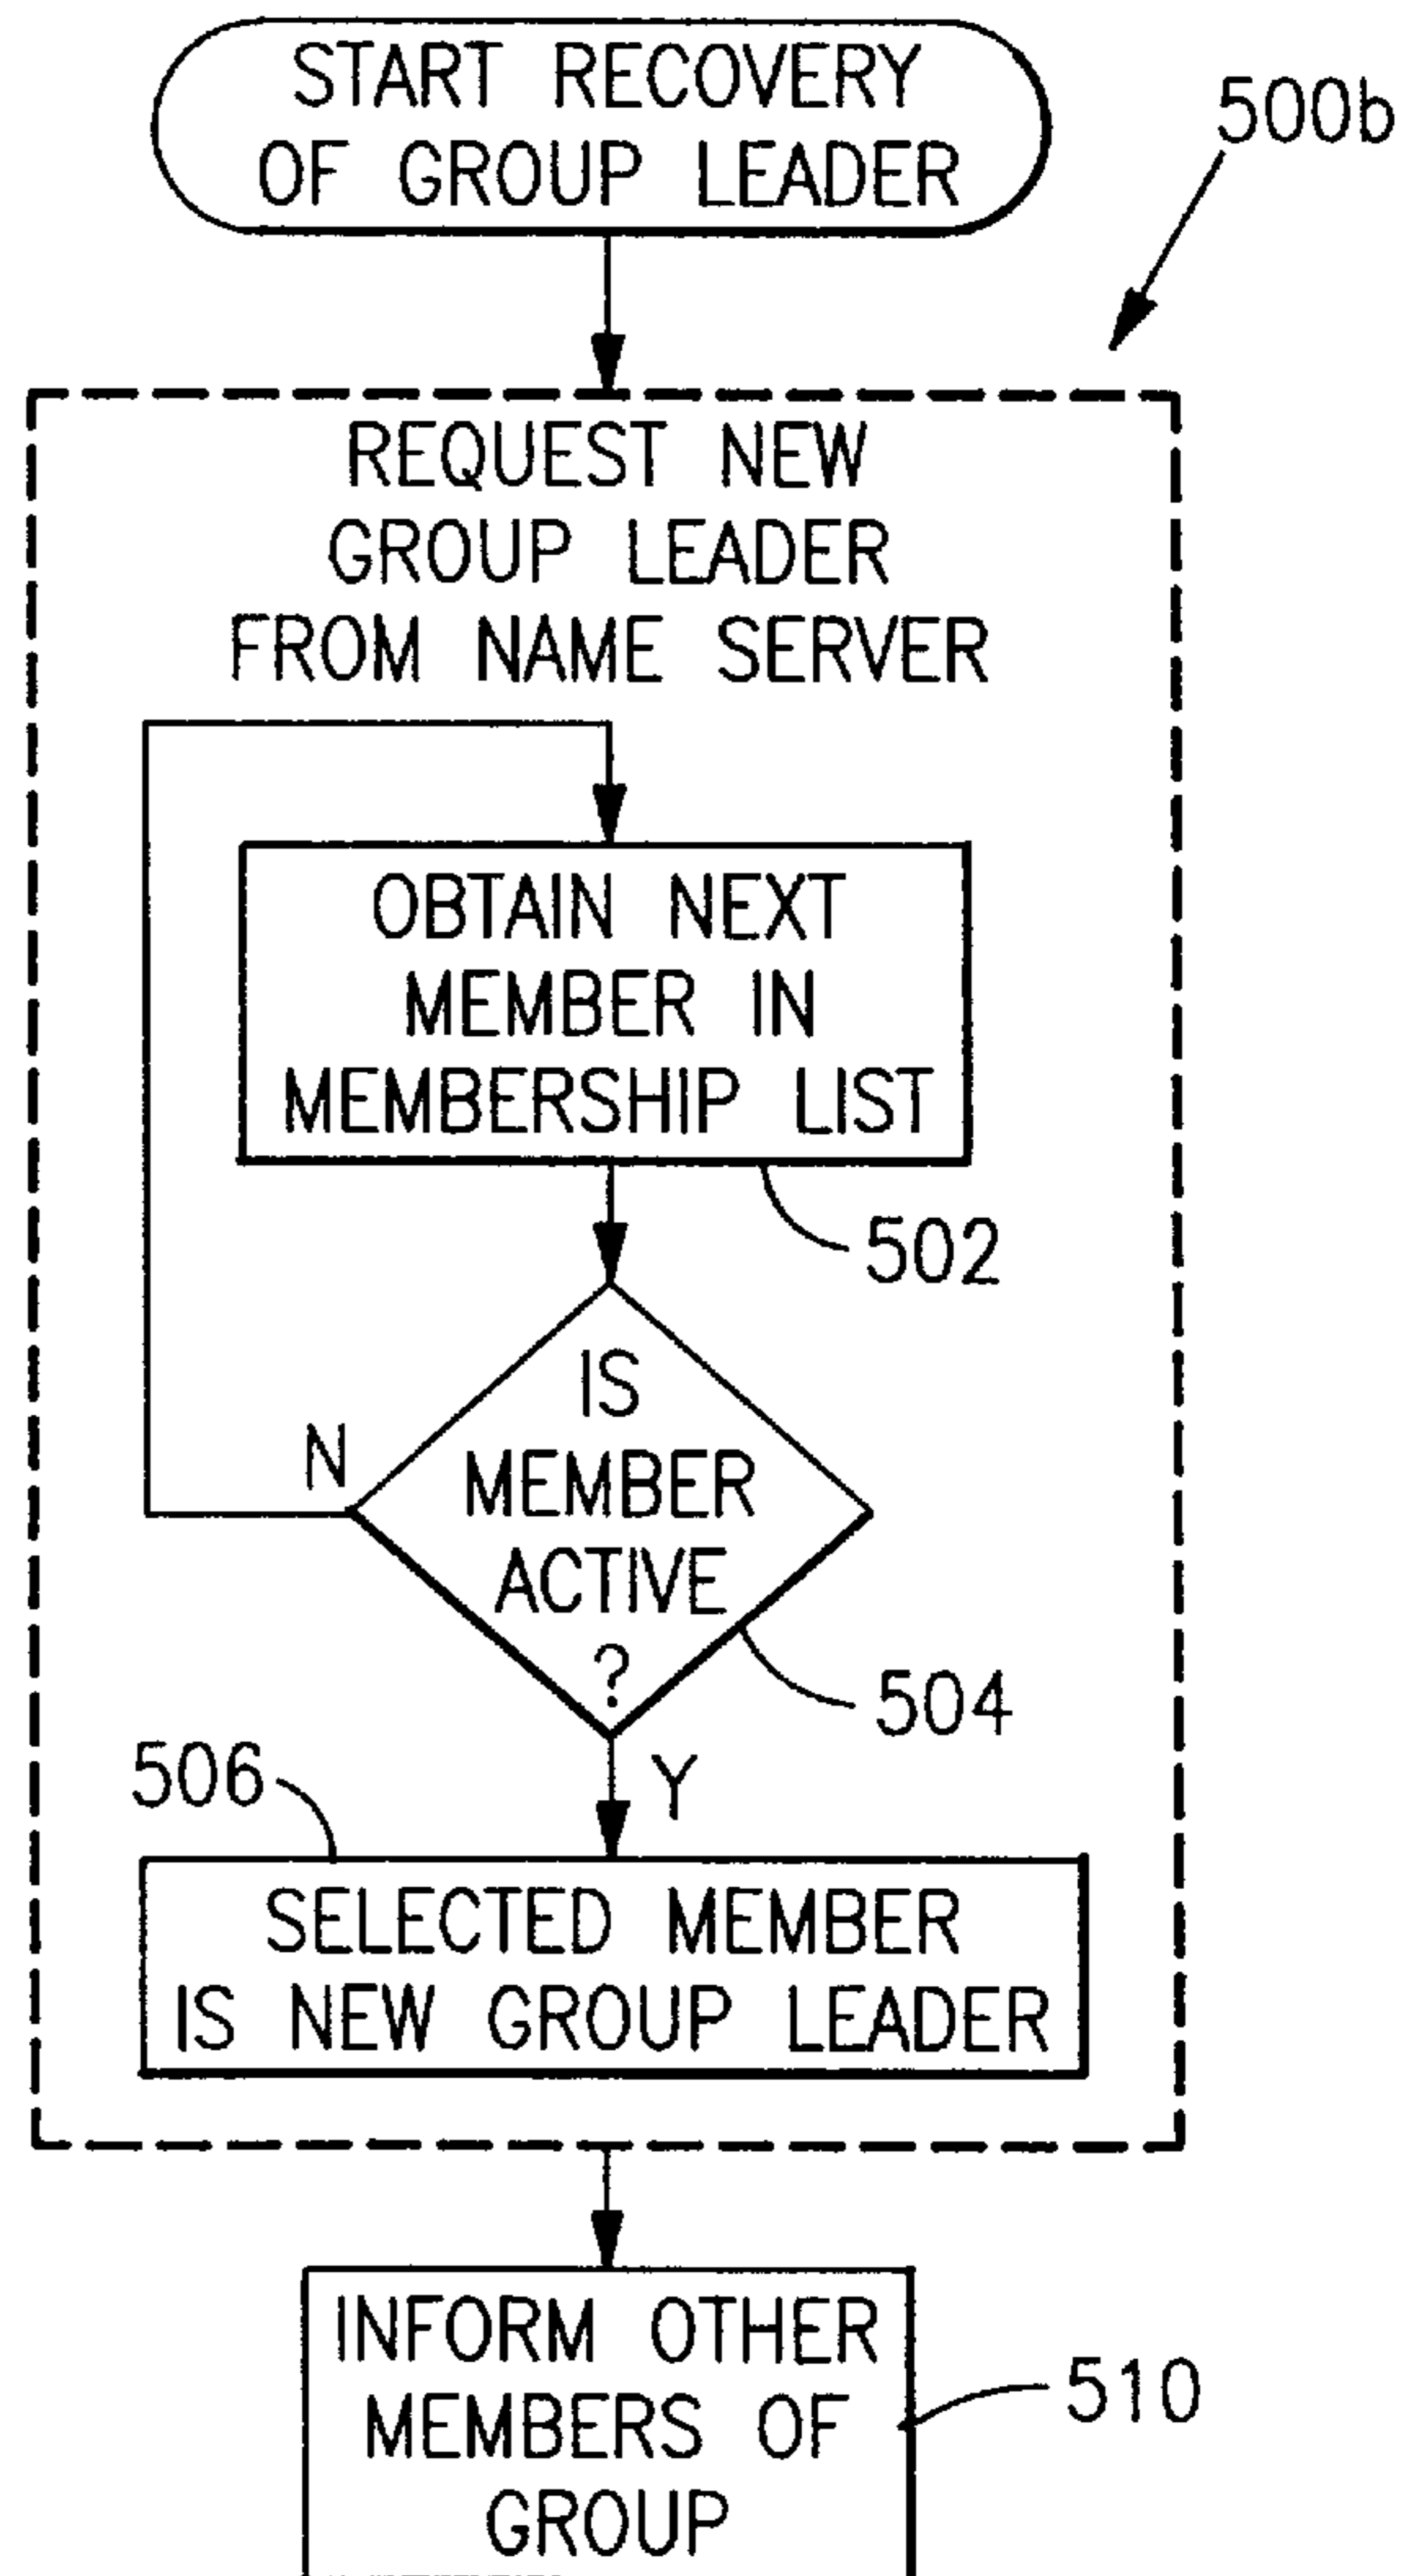 START RECOVERY
OF GROUP LEADER
500b
REQUEST NEW
GROUP LEADER
FROM NAME SERVER
OBTAIN NEXT
MEMBER IN
MEMBERSHIP LIST
502
IS
MEMBER
ACTIVE
?
N
504
Y
506
SELECTED MEMBER
IS NEW GROUP LEADER
INFORM OTHER
MEMBERS OF
GROUP
510